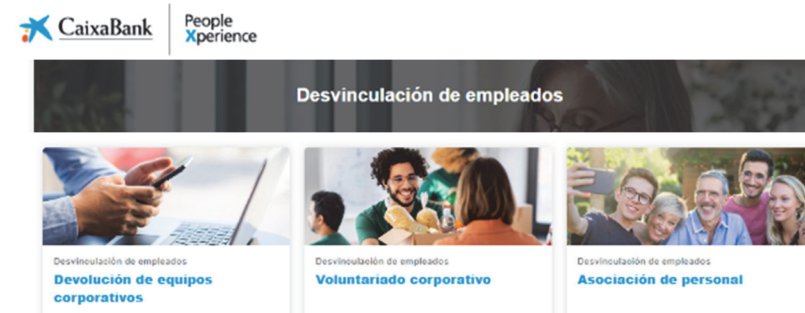 CaixaBank
People
Xperience
Desvinculación de empleados
Desvinculación de empleados
Devolución de equipos
corporativos
Desvinculación de empleados
Voluntariado corporativo
Desvinculación de empleados
Asociación de personal